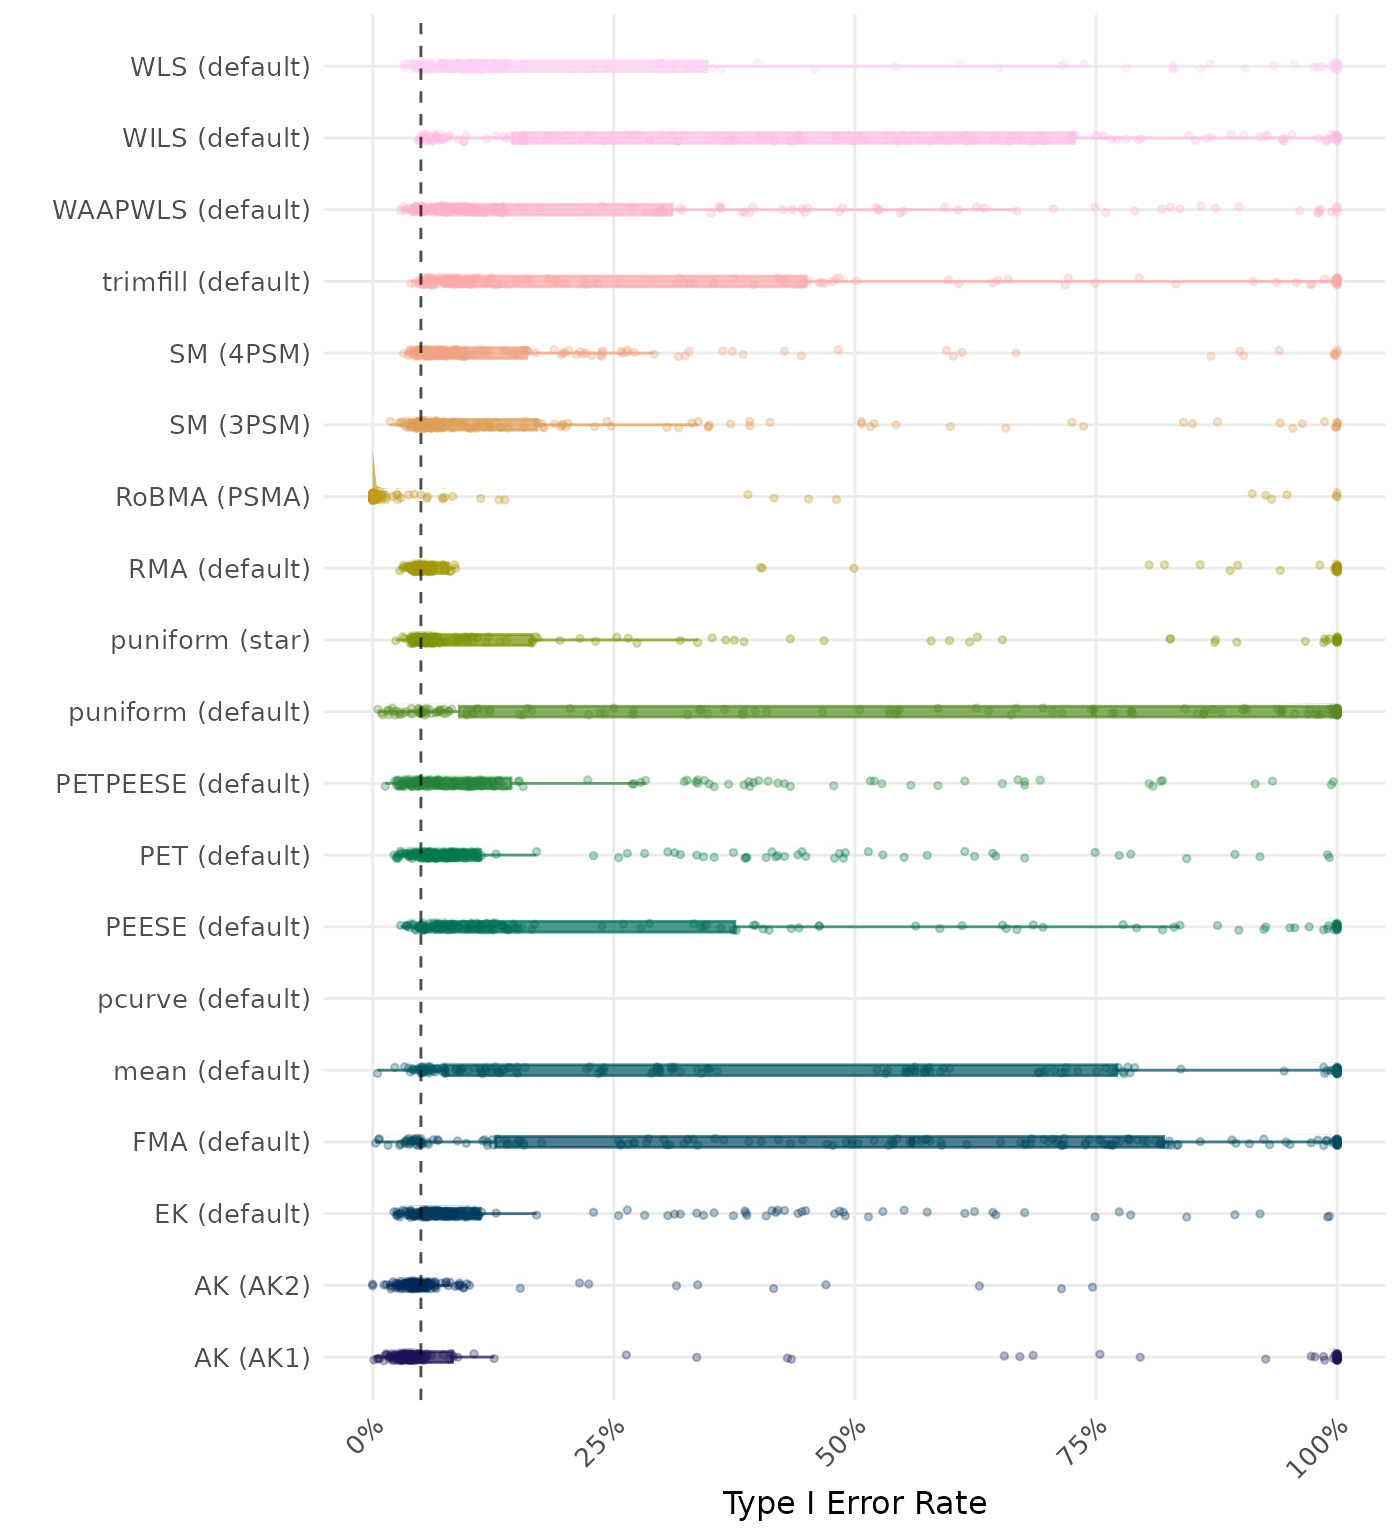 WLS (default)
WILS (default)
WAAPWLS (default)
trimfill (default)
SM (4PSM)
SM (3PSM)
RoBMA (PSMA)
RMA (default)
puniform (star)
puniform (default)
PETPEESE (default)
PET (default)
PEESE (default)
pcurve (default)
mean (default)
FMA (default)
EK (default)
AK (AK2)
AK (AK1)
0%
25%
50%
75%
100%
Type I Error Rate